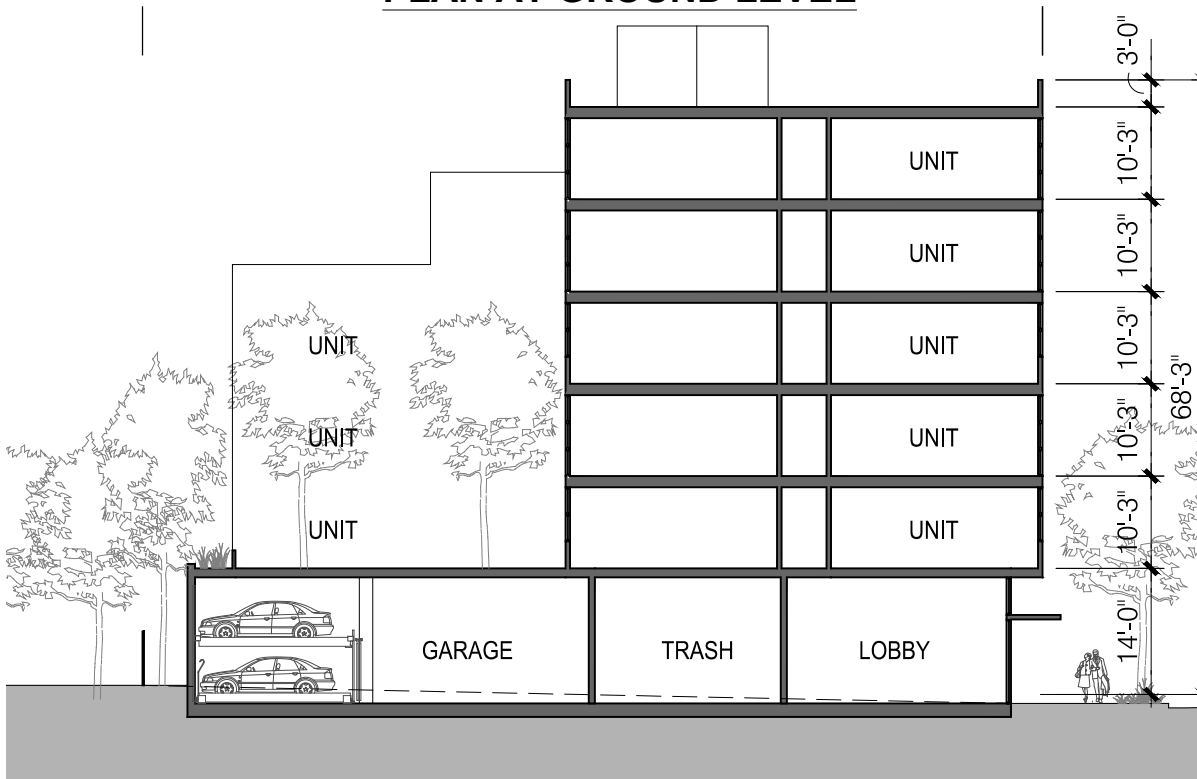 PLAN AT GROUND LEVEL
3'-0"
UNIT
10'-3"
UNIT
10'-3"
UNIT
UNIT
10'-3"
68'-3"
UNIT
UNIT
10'-3"
UNIT
UNIT
10'-3"
GARAGE
TRASH
LOBBY
14'-0"